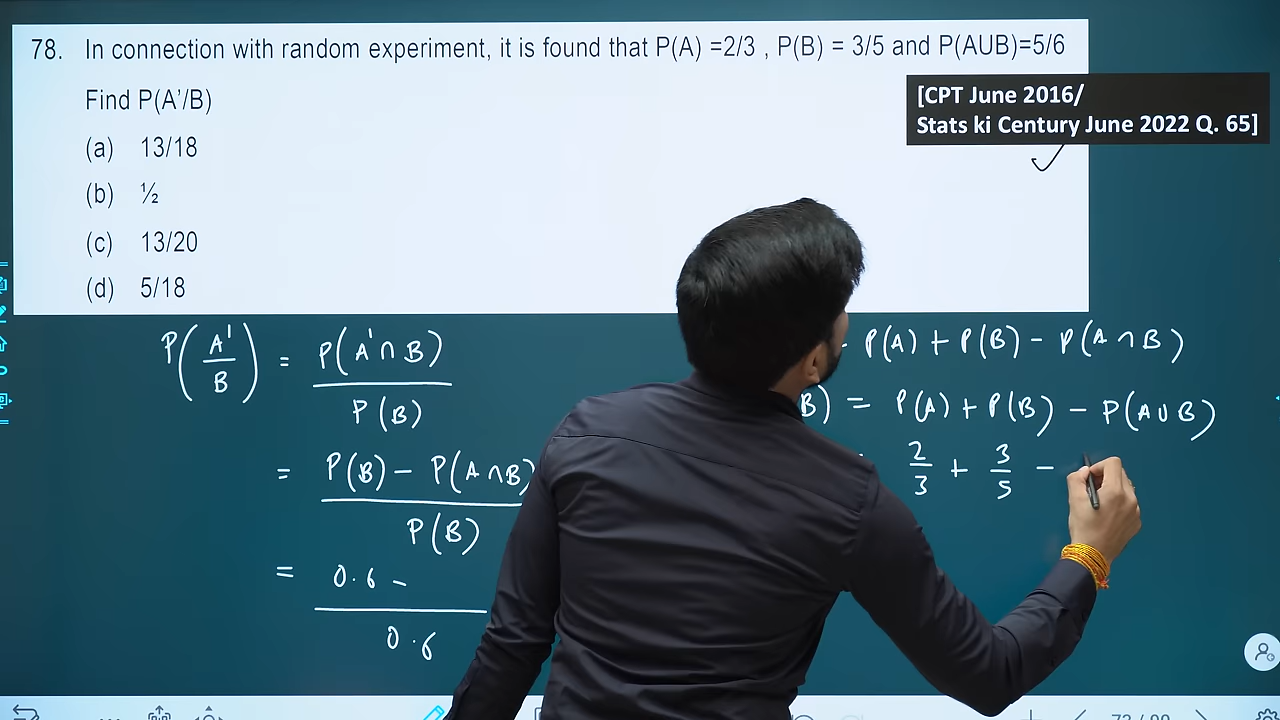 78. In connection with random experiment, it is found that P(A) =2/3 , P(B) = 3/5 and P(AUB)=5/6
Find P(A'/B)
[CPT June 2016/
Stats ki Century June 2022 Q. 65]
(a) 13/18
(b) ½
(c) 13/20
(d) 5/18
P(A'/B) = P(A'∩B) / P(B)
= P(B) - P(A∩B) / P(B)
= 0.6 - / 0.6
P(A) + P(B) - P(A∩B)
B) = P(A) + P(B) - P(A∪B)
2/3 + 3/5 -